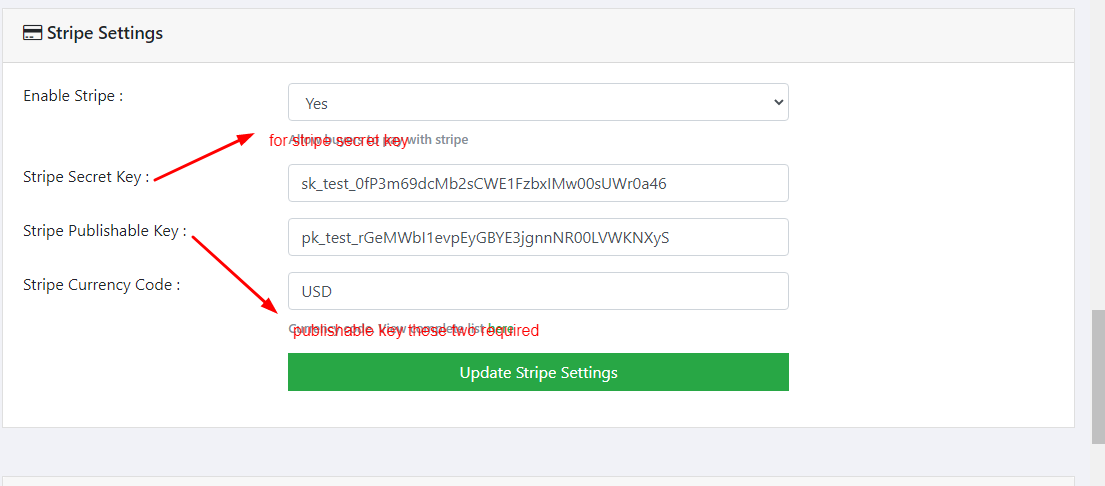 Stripe Settings
Enable Stripe :
Yes
Allow buyers to pay with stripe
for stripe secret key
Stripe Secret Key :
sk_test_0fP3m69dcMb2sCWE1FzbxIMw00sUWr0a46
Stripe Publishable Key :
pk_test_rGeMWbI1evpEyGBYE3jgnnNR00LVWKNXyS
Stripe Currency Code :
USD
Currency code. View complete list here
publishable key these two required
Update Stripe Settings